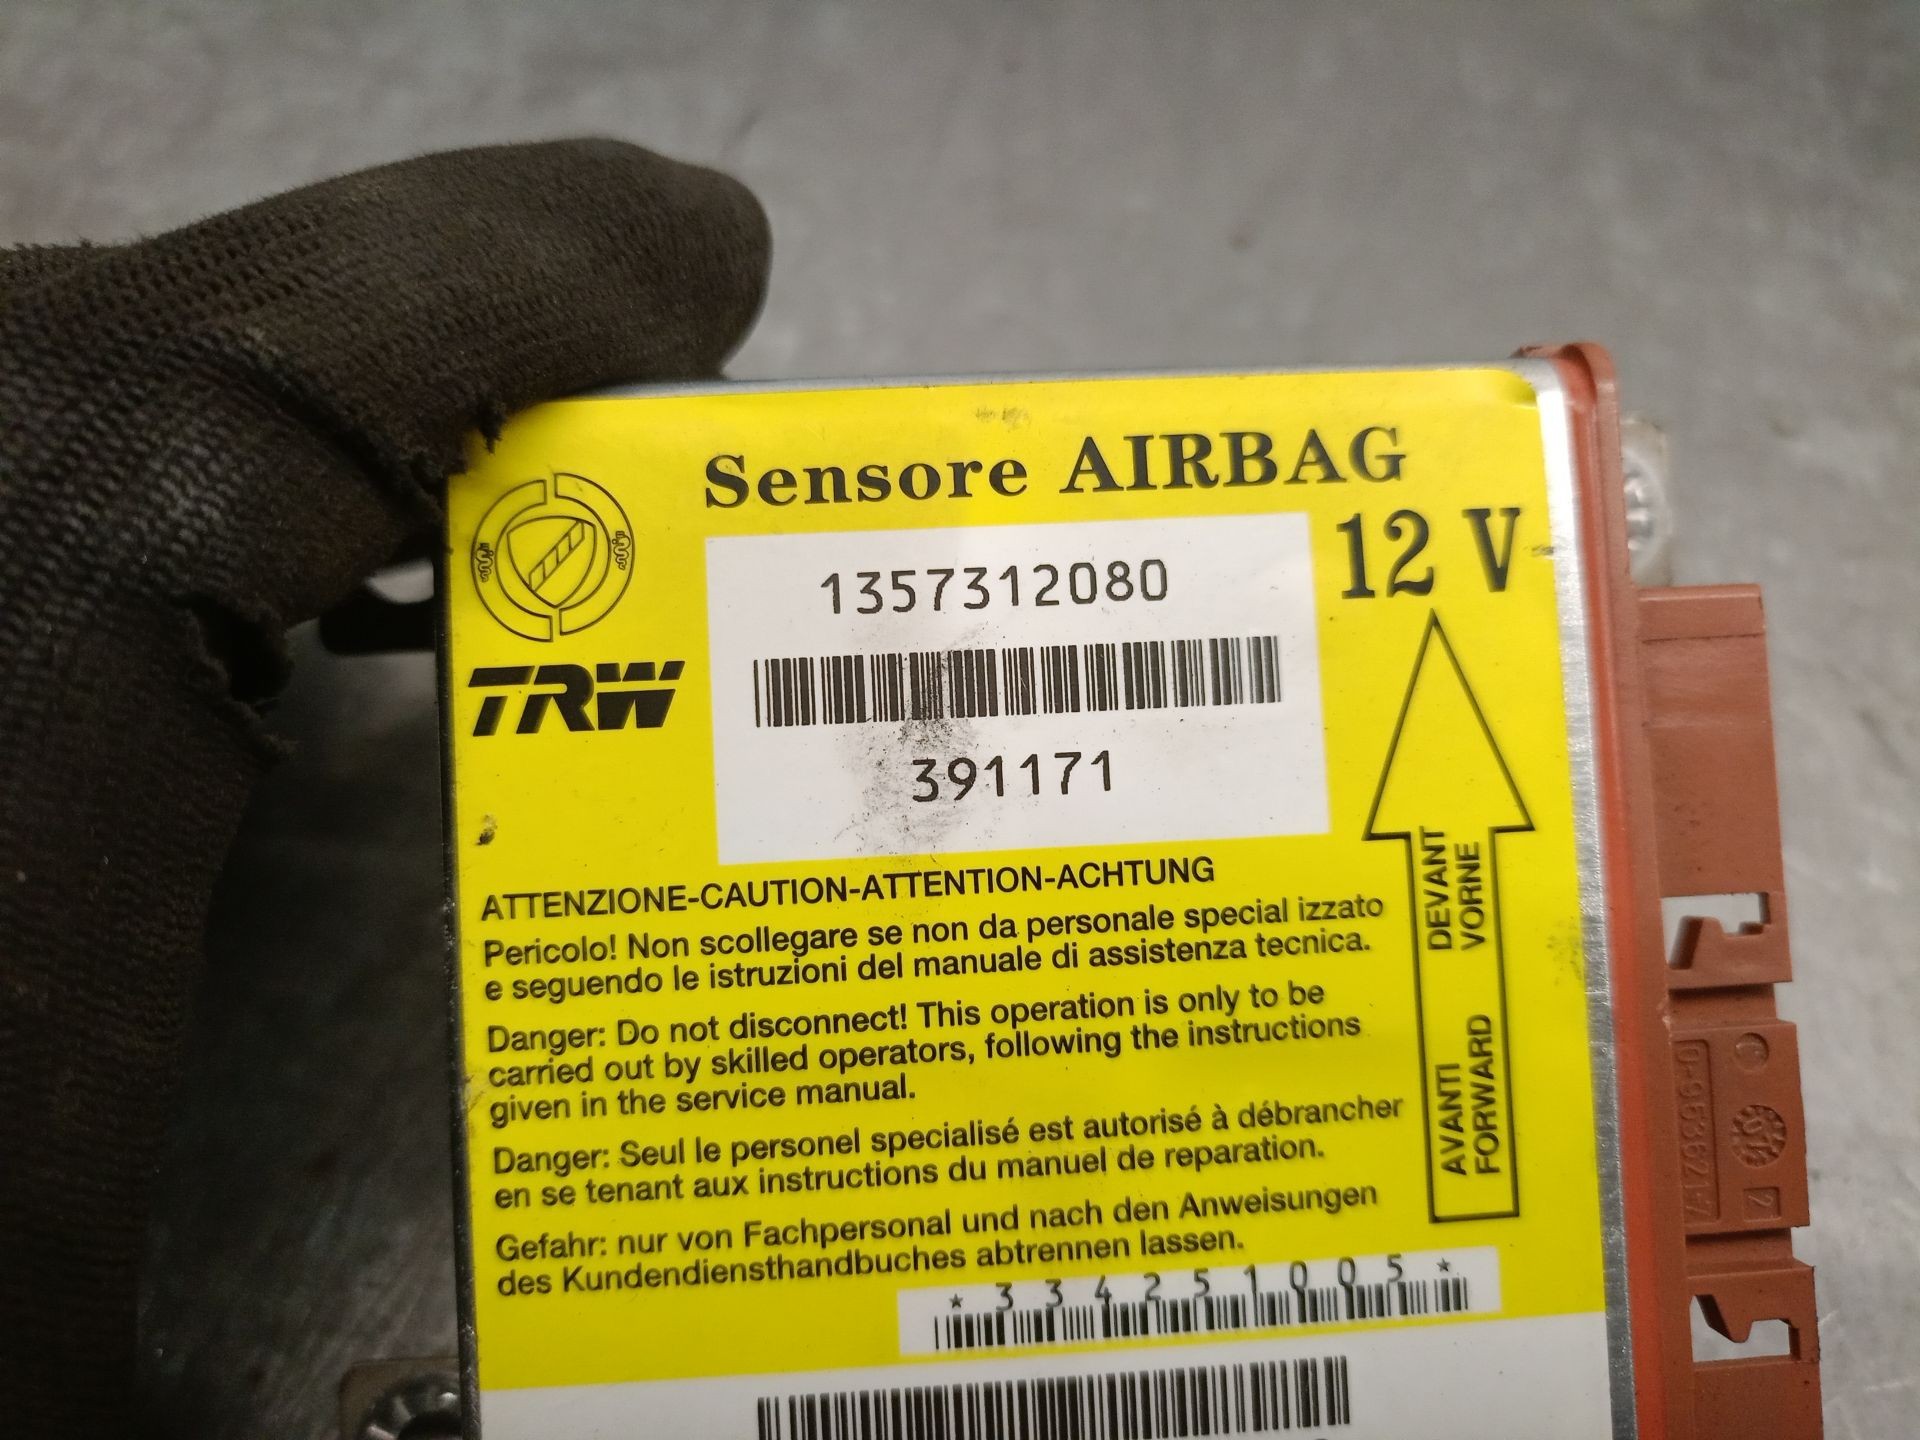 Sensore AIRBAG
12 V
1357312080
TRW
391171
ATTENZIONE-CAUTION-ATTENTION-ACHTUNG
Pericolo! Non scollegare se non da personale special izzato
e seguendo le istruzioni del manuale di assistenza tecnica.
Danger: Do not disconnect! This operation is only to be
carried out by skilled operators, following the instructions
given in the service manual.
Danger: Seul le personel specialisé est autorisé à débrancher
en se tenant aux instructions du manuel de reparation.
Gefahr: nur von Fachpersonal und nach den Anweisungen
des Kundendiensthandbuches abtrennen lassen.
DEVANT
VORNE
AVANTI
FORWARD
*334251005*
2